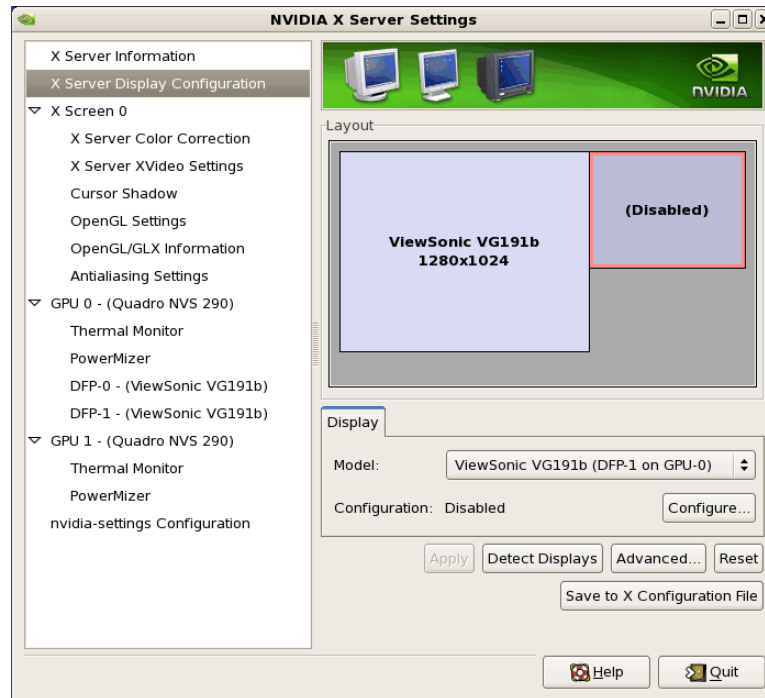 NVIDIA X Server Settings
X Server Information
X Server Display Configuration
X Screen 0
X Server Color Correction
X Server XVideo Settings
Cursor Shadow
OpenGL Settings
OpenGL/GLX Information
Antialiasing Settings
GPU 0 - (Quadro NVS 290)
Thermal Monitor
PowerMizer
DFP-0 - (ViewSonic VG191b)
DFP-1 - (ViewSonic VG191b)
GPU 1 - (Quadro NVS 290)
Thermal Monitor
PowerMizer
nvidia-settings Configuration
NVIDIA
Layout
ViewSonic VG191b
1280x1024
(Disabled)
Display
Model: ViewSonic VG191b (DFP-1 on GPU-0)
Configuration: Disabled Configure...
Apply Detect Displays Advanced... Reset
Save to X Configuration File
Help Quit